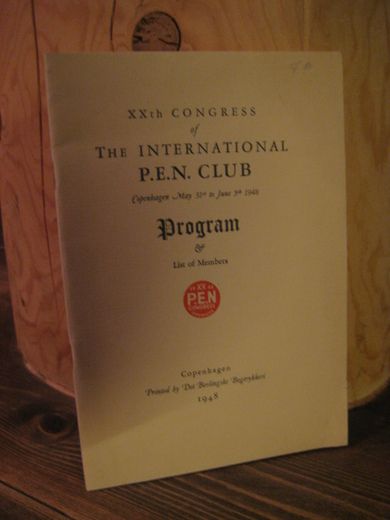 XXth CONGRESS
of
THE INTERNATIONAL
P.E.N. CLUB
Copenhagen May 31st to June 5th 1948
Program
&
List of Members
XX
P.E.N
CONGRESS
Copenhagen
Printed by Det Berlingske Bogtrykkeri
1948